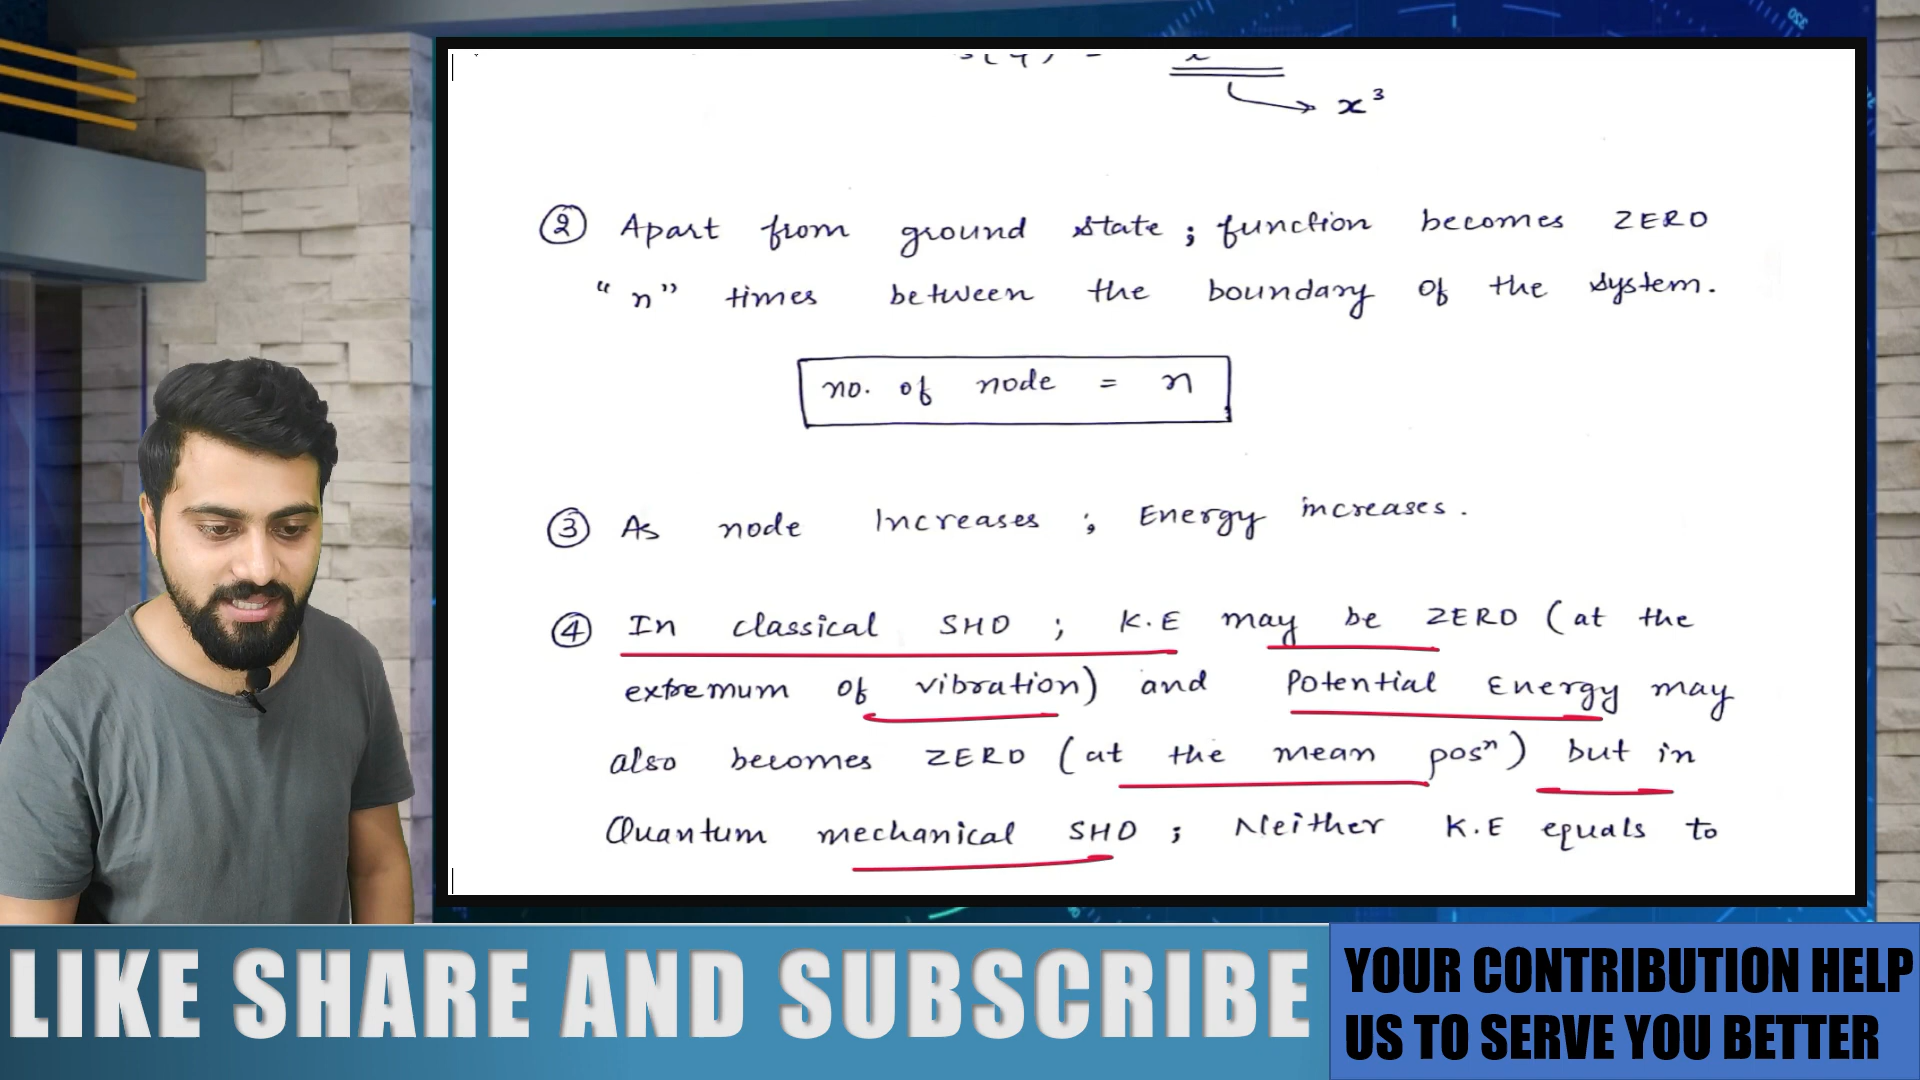 x³
② Apart from ground state ; function becomes ZERO
"n" times between the boundary of the system.
no. of node = n
③ As node Increases ; Energy increases.
④ In classical SHO ; K.E may be ZERO (at the
extremum of vibration) and Potential Energy may
also becomes ZERO (at the mean posⁿ) but in
Quantum mechanical SHO ; Neither K.E equals to
LIKE SHARE AND SUBSCRIBE
YOUR CONTRIBUTION HELP
US TO SERVE YOU BETTER